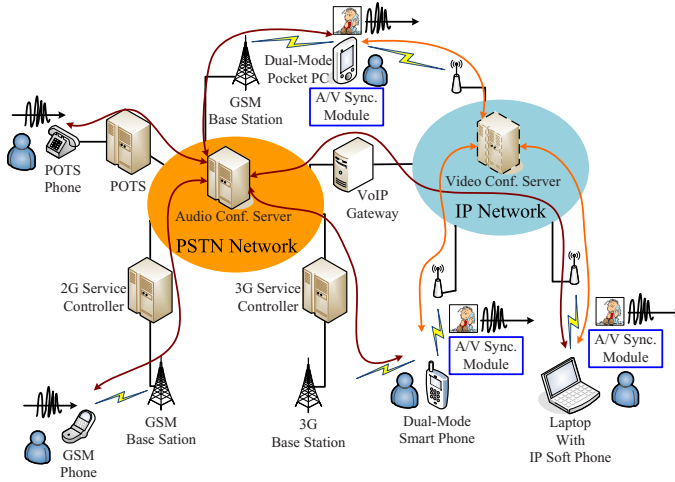 Dual-Mode
Pocket PC
GSM
Base Station
A/V Sync.
Module
POTS
Phone
POTS
Audio Conf. Server
PSTN Network
VoIP
Gateway
Video Conf. Server
IP Network
2G Service
Controller
3G Service
Controller
A/V Sync.
Module
A/V Sync.
Module
GSM
Phone
GSM
Base Sation
3G
Base Station
Dual-Mode
Smart Phone
Laptop
With
IP Soft Phone